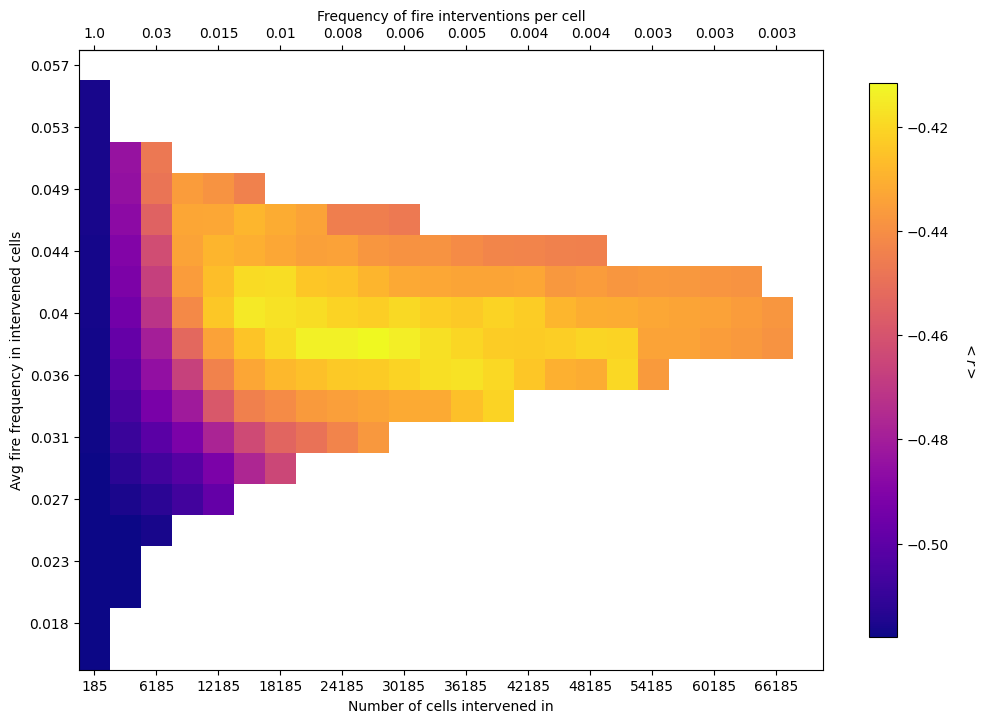 Frequency of fire interventions per cell
1.0 0.03 0.015 0.01 0.008 0.006 0.005 0.004 0.004 0.003 0.003 0.003
Avg fire frequency in intervened cells
0.057
0.053
0.049
0.044
0.04
0.036
0.031
0.027
0.023
0.018
185 6185 12185 18185 24185 30185 36185 42185 48185 54185 60185 66185
Number of cells intervened in
−0.42
−0.44
−0.46
−0.48
−0.50
< r >